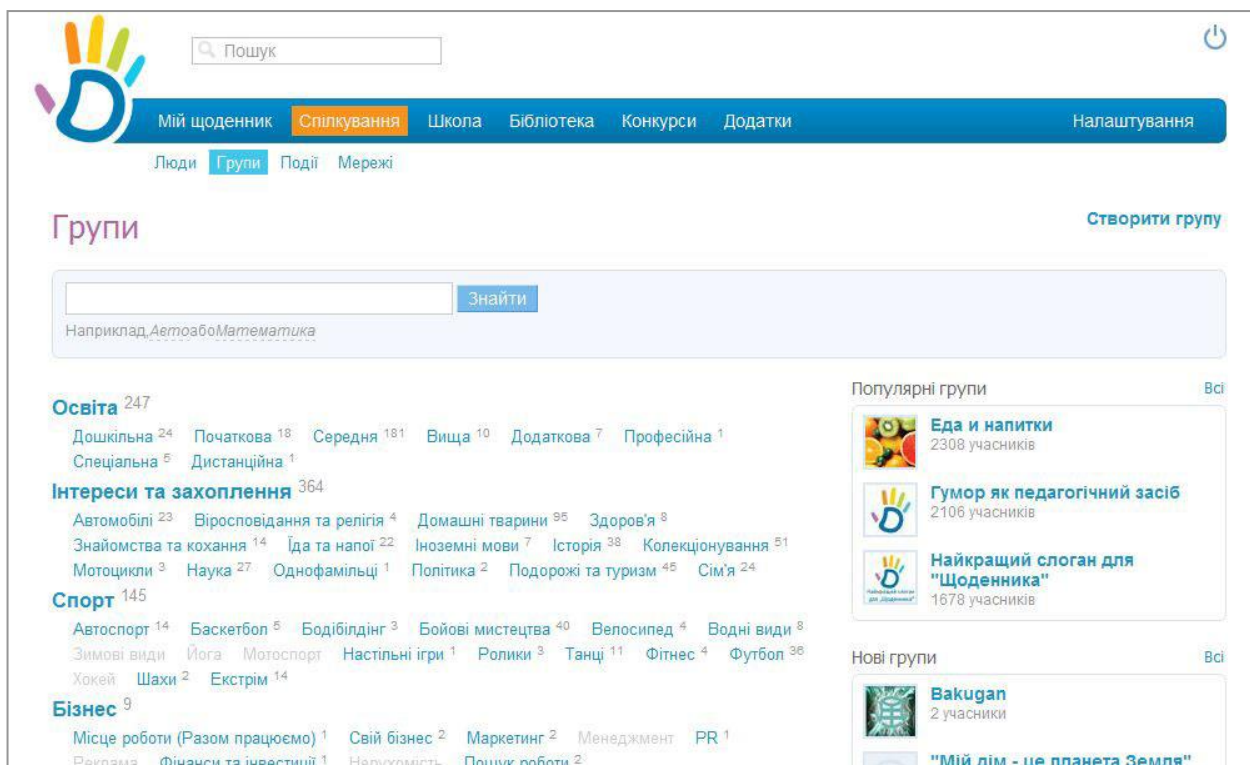 Пошук
Мій щоденник Спілкування Школа Бібліотека Конкурси Додатки Налаштування
Люди Групи Події Мережі
Групи
Створити групу
Знайти
Наприклад,АвтоабоМатематика
Освіта 247
Дошкільна 24 Початкова 18 Середня 181 Вища 10 Додаткова 7 Професійна 1
Спеціальна 5 Дистанційна 1
Інтереси та захоплення 364
Автомобілі 23 Віросповідання та релігія 4 Домашні тварини 95 Здоров'я 8
Знайомства та кохання 14 Їда та напої 22 Іноземні мови 7 Історія 38 Колекціонування 51
Мотоцикли 3 Наука 27 Однофамільці 1 Політика 2 Подорожі та туризм 45 Сім'я 24
Спорт 145
Автоспорт 14 Баскетбол 5 Бодібілдінг 3 Бойові мистецтва 40 Велосипед 4 Водні види 8
Зимові види Йога Мотоспорт Настільні ігри 1 Ролики 3 Танці 11 Фітнес 4 Футбол 36
Хокей Шахи 2 Екстрім 14
Бізнес 9
Місце роботи (Разом працюємо) 1 Свій бізнес 2 Маркетинг 2 Менеджмент PR 1
Реклама Фінанси та інвестиції 1 Нерухомість Пошук роботи 2
Популярні групи Всі
Еда и напитки
2308 учасників
Гумор як педагогічний засіб
2106 учасників
Найкращий слоган для
"Щоденника"
1678 учасників
Нові групи Всі
Bakugan
2 учасники
"Мій дім - це планета Земля"